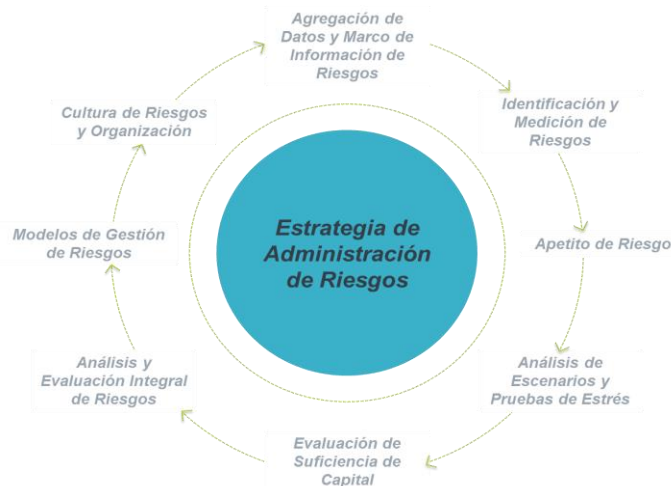 Agregación de
Datos y Marco de
Información de
Riesgos
Identificación y
Medición de
Riesgos
Apetito de Riesgo
Análisis de
Escenarios y
Pruebas de Estrés
Evaluación de
Suficiencia de
Capital
Análisis y
Evaluación Integral
de Riesgos
Modelos de Gestión
de Riesgos
Cultura de Riesgos
y Organización
Estrategia de
Administración
de Riesgos